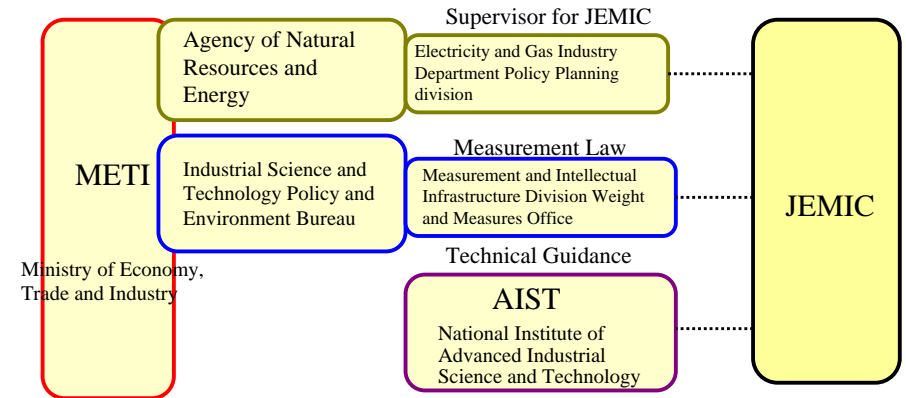 Supervisor for JEMIC
Agency of Natural
Resources and
Energy
Electricity and Gas Industry
Department Policy Planning
division
METI
Ministry of Economy,
Trade and Industry
Measurement Law
Industrial Science and
Technology Policy and
Environment Bureau
Measurement and Intellectual
Infrastructure Division Weight
and Measures Office
JEMIC
Technical Guidance
AIST
National Institute of
Advanced Industrial
Science and Technology